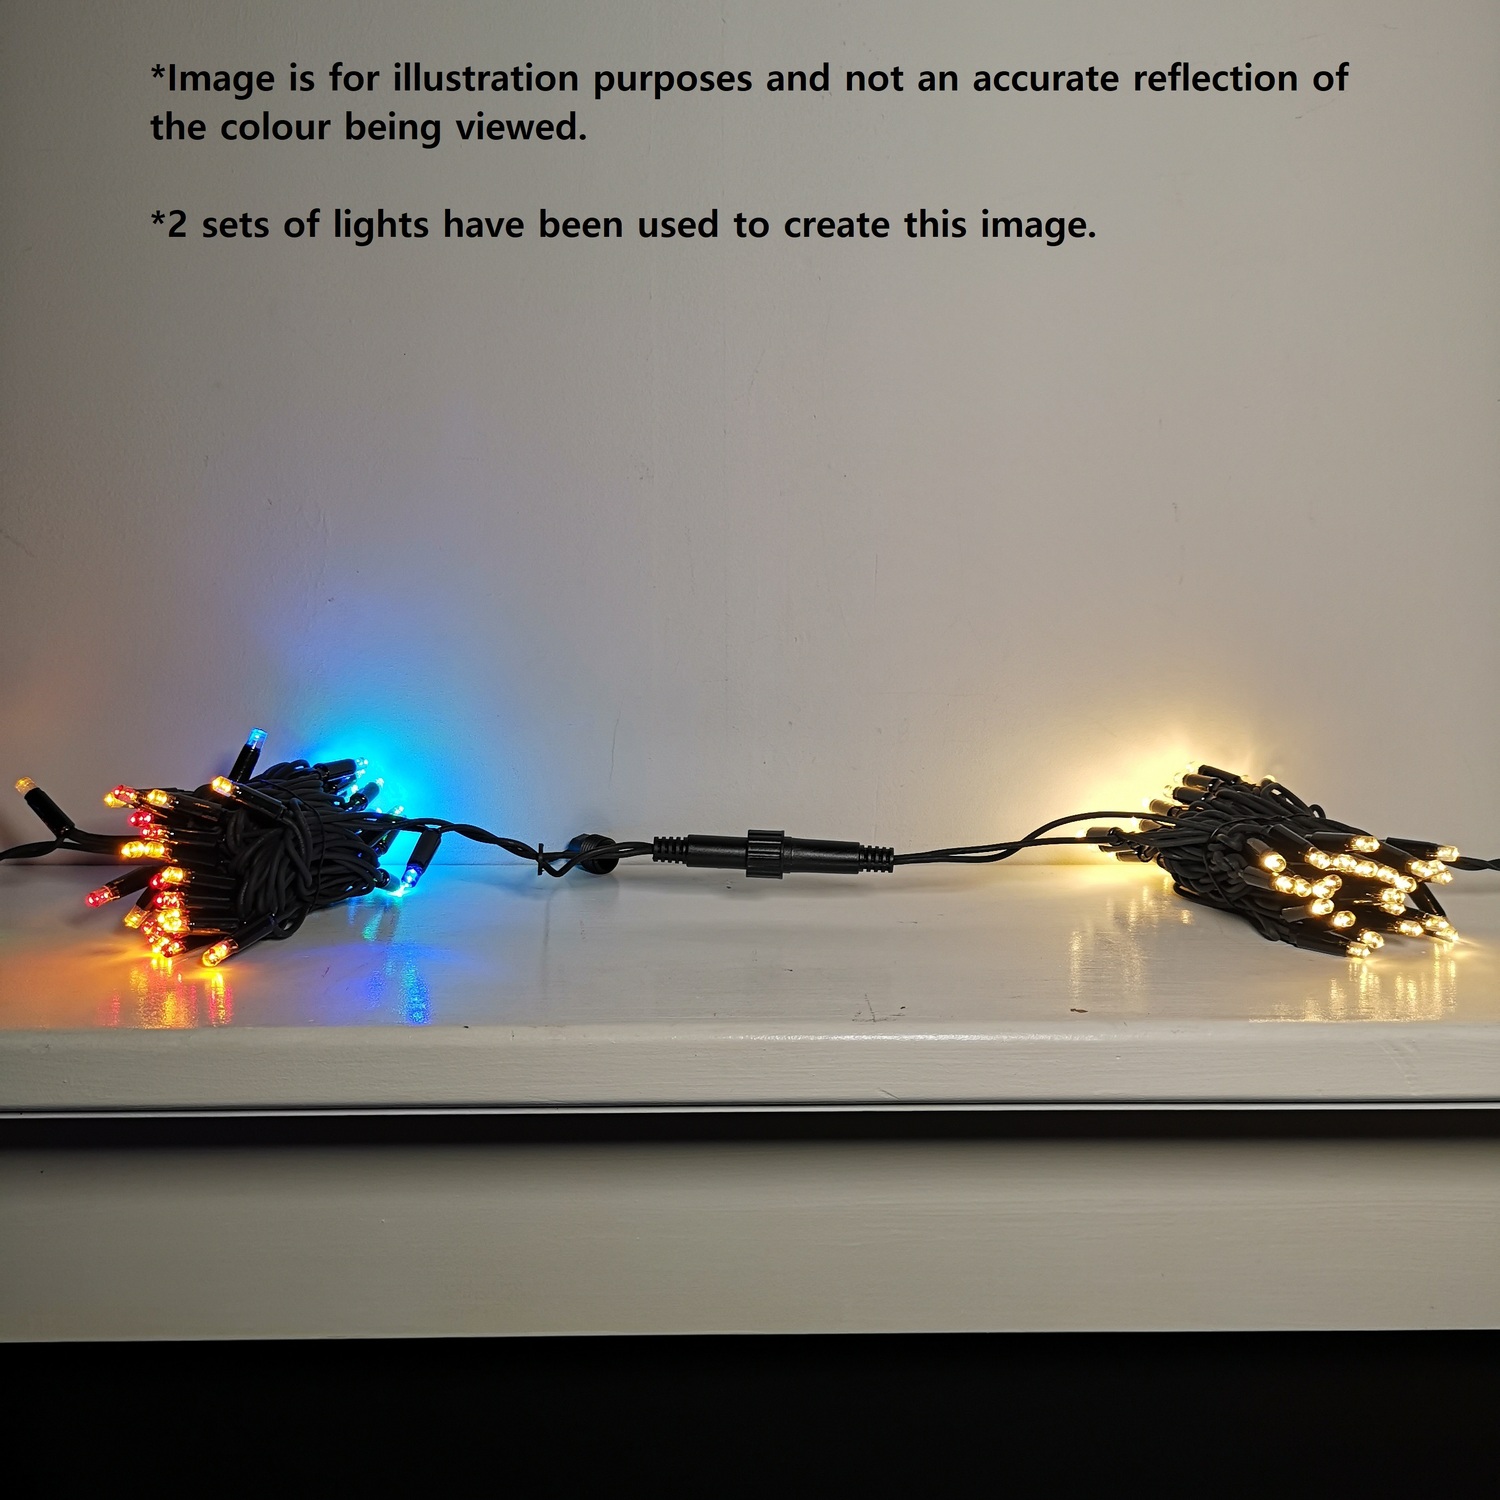 *Image is for illustration purposes and not an accurate reflection of
the colour being viewed.
*2 sets of lights have been used to create this image.